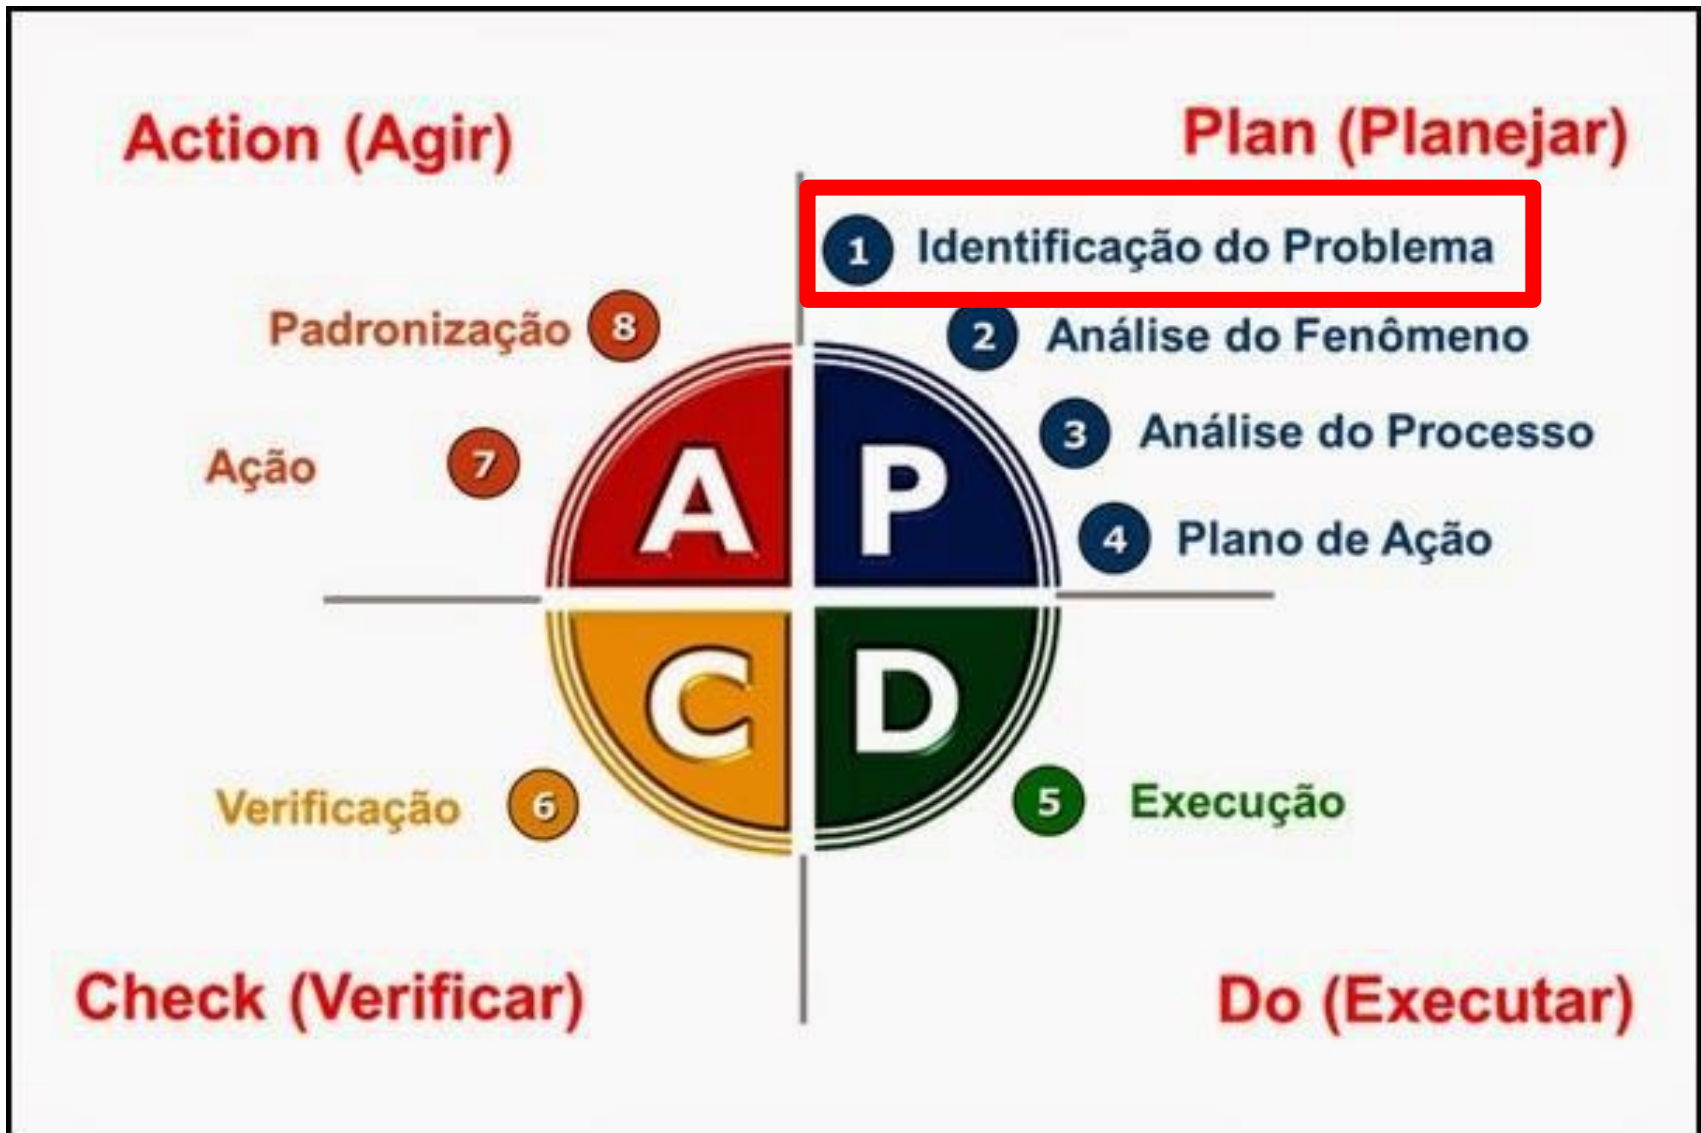 Action (Agir)
Plan (Planejar)
1 Identificação do Problema
2 Análise do Fenômeno
3 Análise do Processo
4 Plano de Ação
Padronização 8
Ação 7
A P
C D
Verificação 6
5 Execução
Check (Verificar)
Do (Executar)